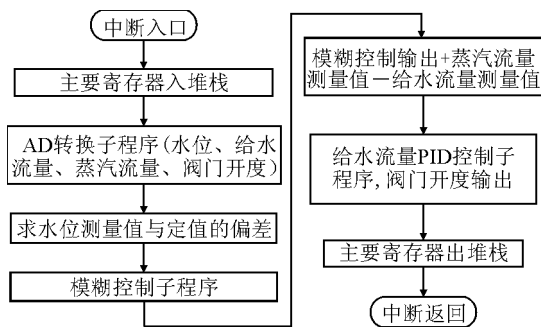 中断入口
主要寄存器入堆栈
AD转换子程序(水位、给水
流量、蒸汽流量、阀门开度)
求水位测量值与定值的偏差
模糊控制子程序
模糊控制输出+蒸汽流量
测量值－给水流量测量值
给水流量PID控制子
程序,阀门开度输出
主要寄存器出堆栈
中断返回